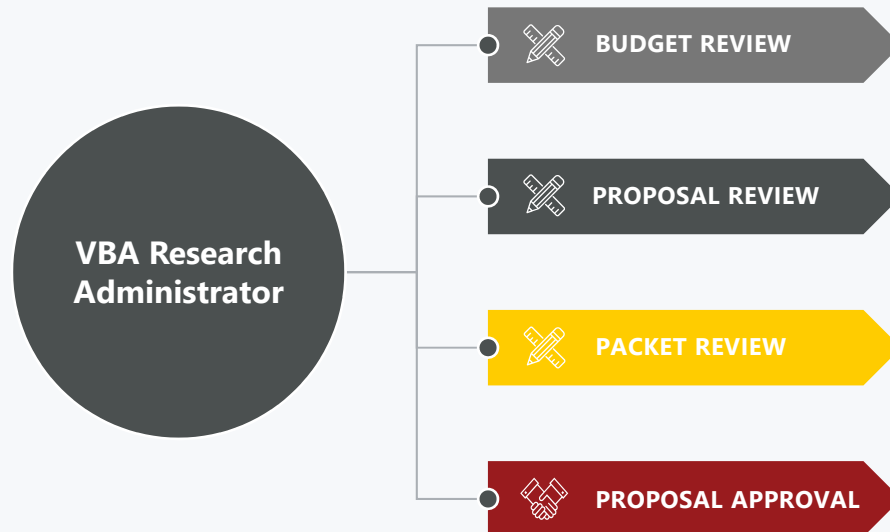 VBA Research
Administrator
BUDGET REVIEW
PROPOSAL REVIEW
PACKET REVIEW
PROPOSAL APPROVAL